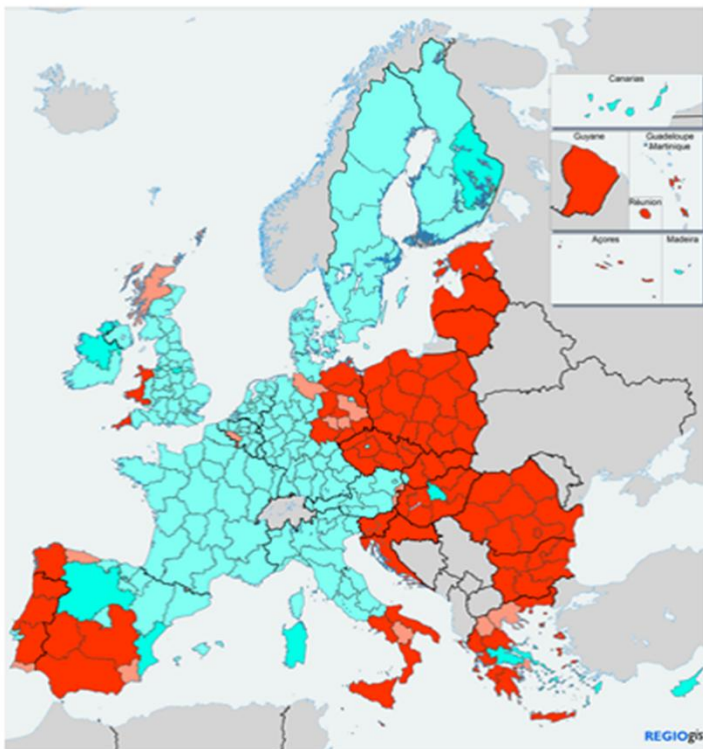 Canarias
Guyane
Guadeloupe
Martinique
Réunion
Açores
Madeira
REGIOgis